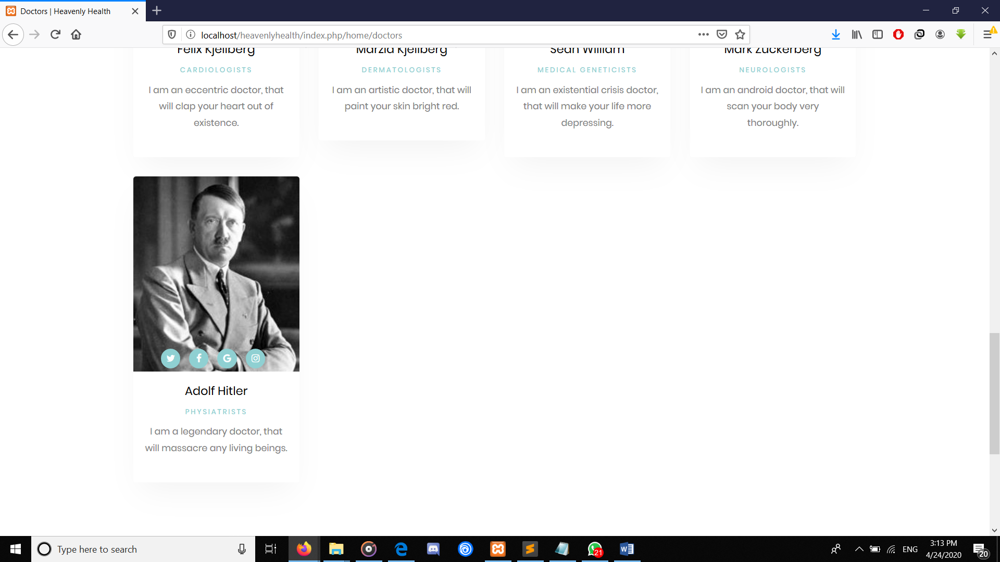 Doctors | Heavenly Health
localhost/heavenlyhealth/index.php/home/doctors
Felix Kjellberg
CARDIOLOGISTS
I am an eccentric doctor, that
will clap your heart out of
existence.
Marzia Kjellberg
DERMATOLOGISTS
I am an artistic doctor, that will
paint your skin bright red.
Sean William
MEDICAL GENETICISTS
I am an existential crisis doctor,
that will make your life more
depressing.
Mark Zuckerberg
NEUROLOGISTS
I am an android doctor, that will
scan your body very
thoroughly.
Adolf Hitler
PHYSIATRISTS
I am a legendary doctor, that
will massacre any living beings.
Type here to search
21
ENG
3:13 PM
4/24/2020
20